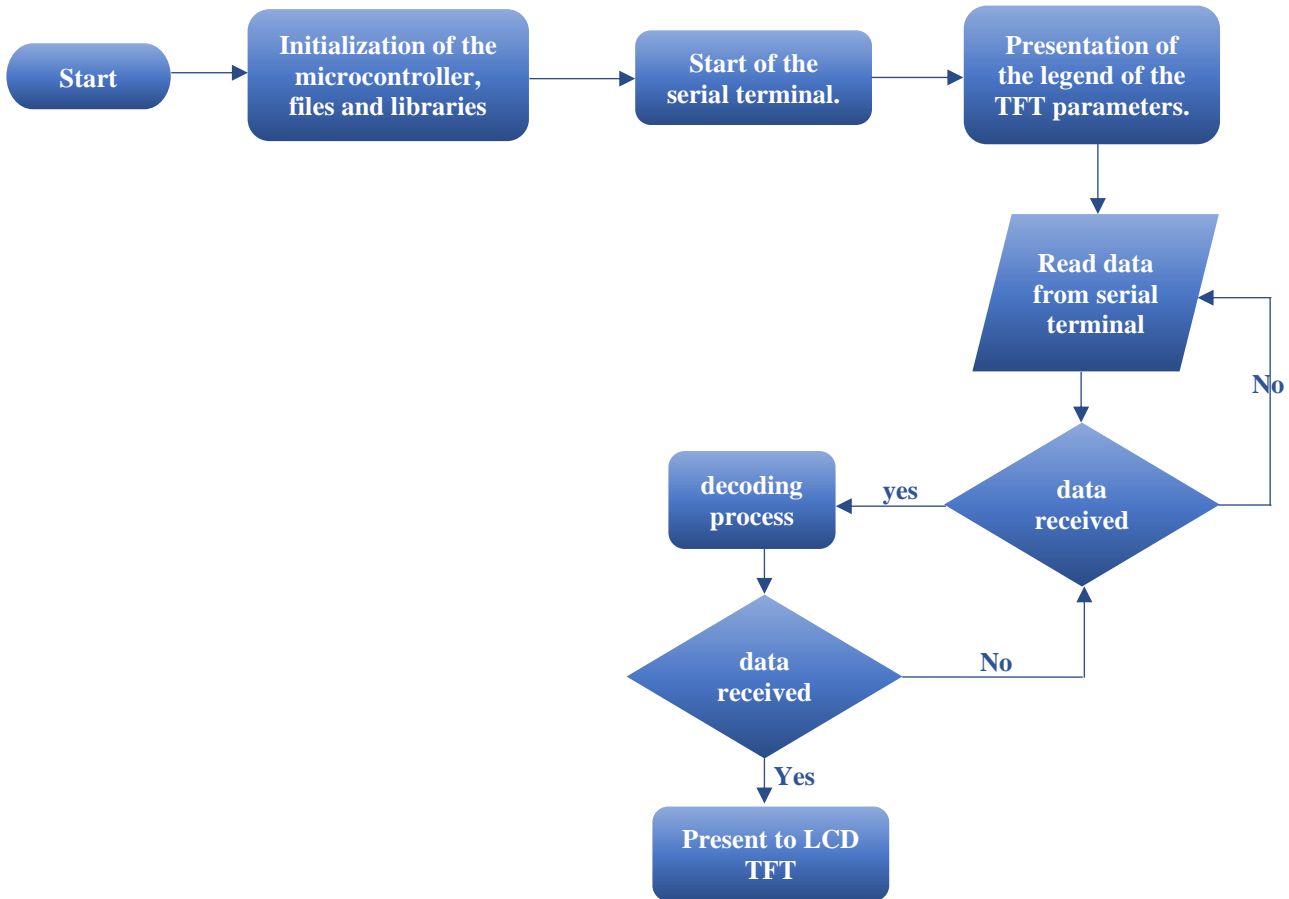 Start
Initialization of the
microcontroller,
files and libraries
Start of the
serial terminal.
Presentation of
the legend of the
TFT parameters.
Read data
from serial
terminal
No
data
received
yes
decoding
process
data
received
No
Yes
Present to LCD
TFT